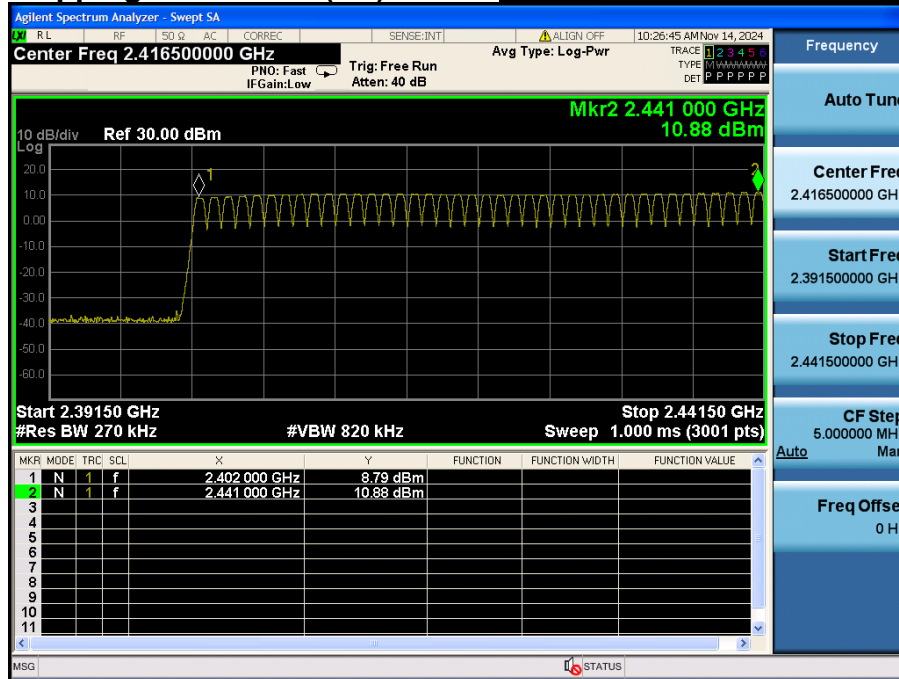 Agilent Spectrum Analyzer - Swept SA
LXI RL RF 50 Ω AC CORREC SENSE:INT ALIGN OFF 10:26:45 AM Nov 14, 2024
Center Freq 2.416500000 GHz
PNO: Fast
IFGain:Low
Trig: Free Run
Atten: 40 dB
Avg Type: Log-Pwr
TRACE 1 2 3 4 5 6
TYPE M W W W W W
DET P P P P P P
Mkr2 2.441 000 GHz
10.88 dBm
10 dB/div Ref 30.00 dBm
Log
20.0
10.0
0.00
-10.0
-20.0
-30.0
-40.0
-50.0
-60.0
1
2
Start 2.39150 GHz Stop 2.44150 GHz
#Res BW 270 kHz #VBW 820 kHz Sweep 1.000 ms (3001 pts)
MKR MODE TRC SCL X Y FUNCTION FUNCTION WIDTH FUNCTION VALUE
1 N 1 f 2.402 000 GHz 8.79 dBm
2 N 1 f 2.441 000 GHz 10.88 dBm
3
4
5
6
7
8
9
10
11
MSG STATUS
Frequency
Auto Tun
Center Fre
2.416500000 GH
Start Fre
2.391500000 GH
Stop Fre
2.441500000 GH
CF Step
5.000000 MH
Auto Ma
Freq Offse
0 H